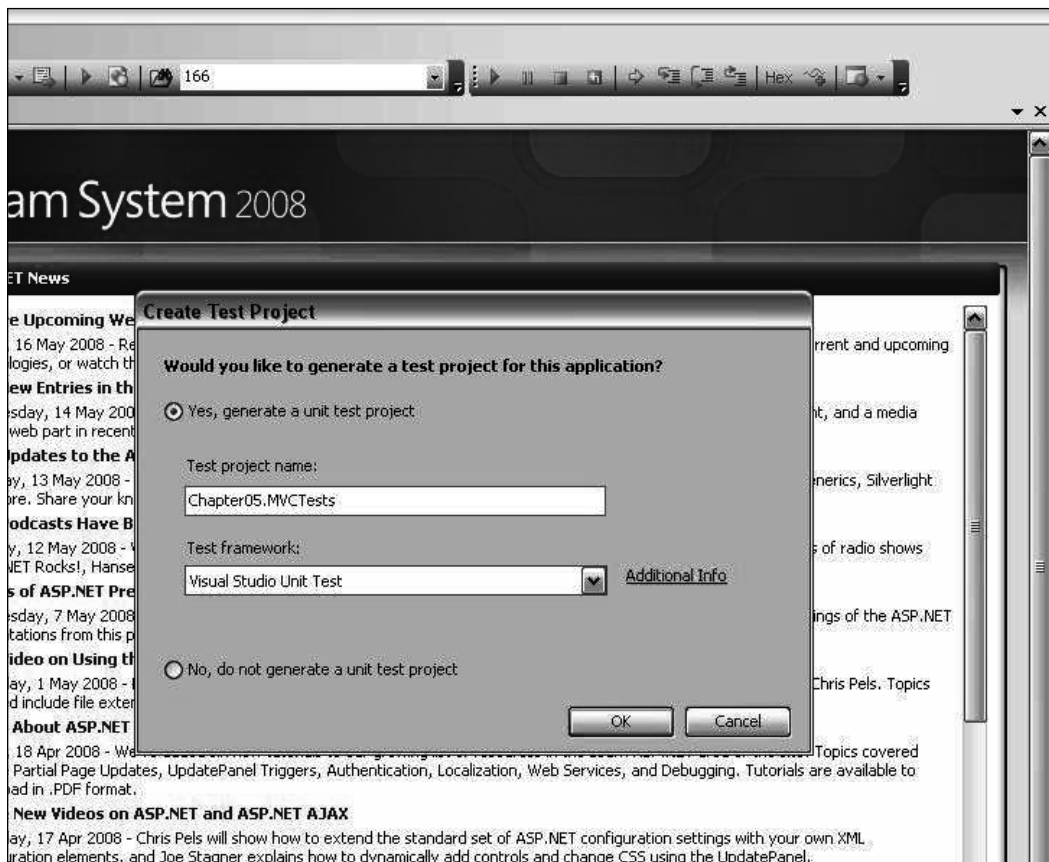 166
Hex
am System 2008
ET News
e Upcoming We
16 May 2008 - Re
rrent and upcoming
logies, or watch th
ew Entries in th
sday, 14 May 200
nt, and a media
web part in recent
pdates to the A
ay, 13 May 2008 -
enerics, Silverlight
ore. Share your kn
odcasts Have B
y, 12 May 2008 -
s of radio shows
NET Rocks!, Hanse
s of ASP.NET Pre
sday, 7 May 2008
ings of the ASP.NET
tations from this p
ideo on Using th
ay, 1 May 2008 -
Chris Pels. Topics
d include file exter
About ASP.NET
18 Apr 2008 - We
Topics covered
Partial Page Updates, UpdatePanel Triggers, Authentication, Localization, Web Services, and Debugging. Tutorials are available to
ad in .PDF format.
New Videos on ASP.NET and ASP.NET AJAX
ay, 17 Apr 2008 - Chris Pels will show how to extend the standard set of ASP.NET configuration settings with your own XML
uration elements, and Joe Stagner explains how to dynamically add controls and change CSS using the UpdatePanel.
Create Test Project
Would you like to generate a test project for this application?
Yes, generate a unit test project
Test project name:
Chapter05.MVCTests
Test framework:
Visual Studio Unit Test
Additional Info
No, do not generate a unit test project
OK
Cancel